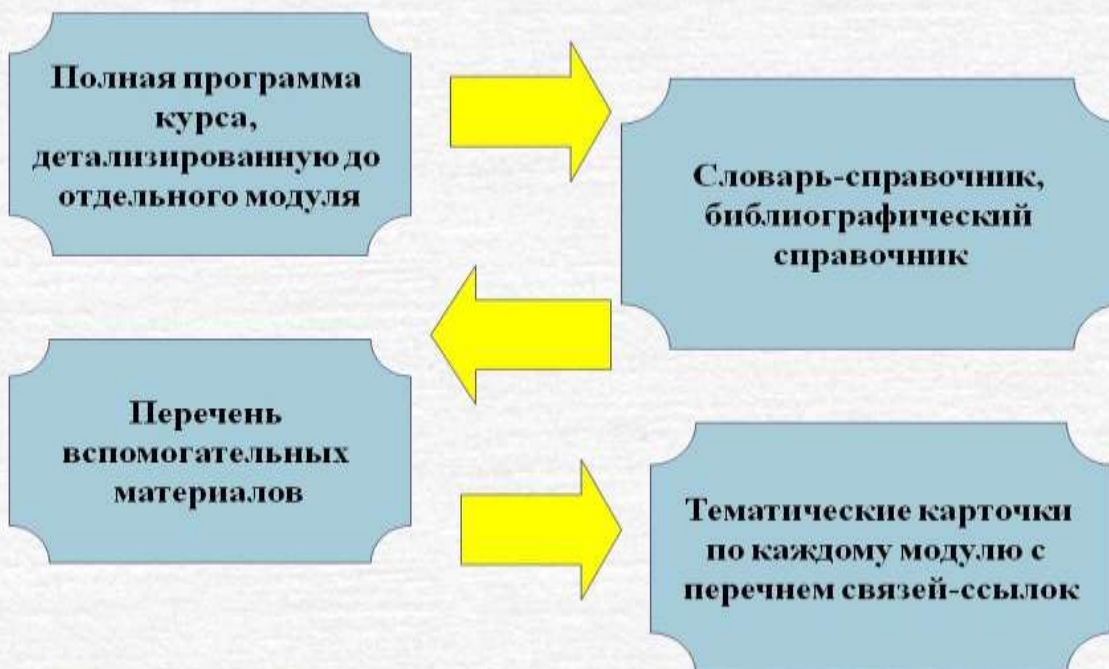 Полная программа
курса,
детализированную до
отдельного модуля
Словарь-справочник,
библиографический
справочник
Перечень
вспомогательных
материалов
Тематические карточки
по каждому модулю с
перечнем связей-ссылок